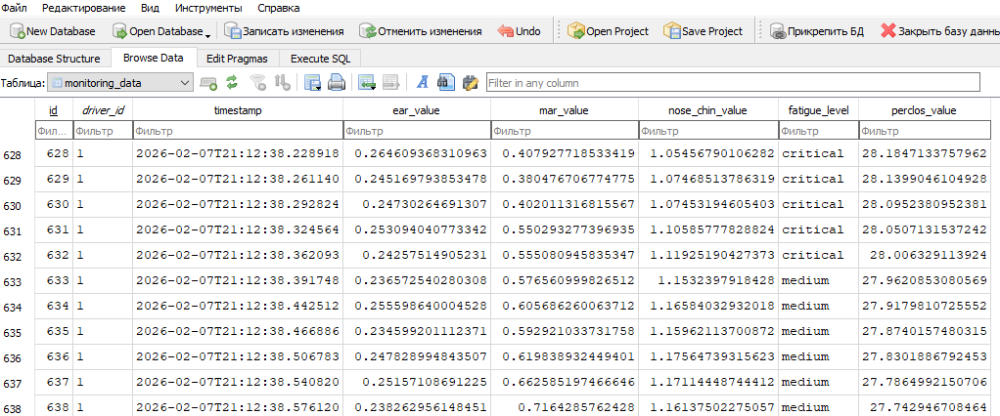 Файл Редактирование Вид Инструменты Справка
New Database Open Database Записать изменения Отменить изменения Undo Open Project Save Project Прикрепить БД Закрыть базу данны
Database Structure Browse Data Edit Pragmas Execute SQL
Таблица: monitoring_data Filter in any column
id driver_id timestamp ear_value mar_value nose_chin_value fatigue_level perclos_value
Фил... Фильтр Фильтр Фильтр Фильтр Фильтр Фильтр Фильтр
628 628 1 2026-02-07T21:12:38.228918 0.264609368310963 0.407927718533419 1.05456790106282 critical 28.1847133757962
629 629 1 2026-02-07T21:12:38.261140 0.245169793853478 0.380476706774775 1.07468513786319 critical 28.1399046104928
630 630 1 2026-02-07T21:12:38.292824 0.24730264691307 0.402011316815567 1.07453194605403 critical 28.0952380952381
631 631 1 2026-02-07T21:12:38.324564 0.253094040773342 0.550293277396935 1.10585777828824 critical 28.0507131537242
632 632 1 2026-02-07T21:12:38.362093 0.24257514905231 0.555080945835347 1.11925190427373 critical 28.006329113924
633 633 1 2026-02-07T21:12:38.391748 0.236572540280308 0.576560999826512 1.1532397918428 medium 27.9620853080569
634 634 1 2026-02-07T21:12:38.442512 0.255598640004528 0.605686260063712 1.16584032932018 medium 27.9179810725552
635 635 1 2026-02-07T21:12:38.466886 0.234599201112371 0.592921033731758 1.15962113700872 medium 27.8740157480315
636 636 1 2026-02-07T21:12:38.506783 0.247828994843507 0.619838932449401 1.17564739315623 medium 27.8301886792453
637 637 1 2026-02-07T21:12:38.540820 0.25157108691225 0.662585197466646 1.17114448744412 medium 27.7864992150706
638 638 1 2026-02-07T21:12:38.576120 0.238262956148451 0.7164285762428 1.16137502275057 medium 27.742946708464